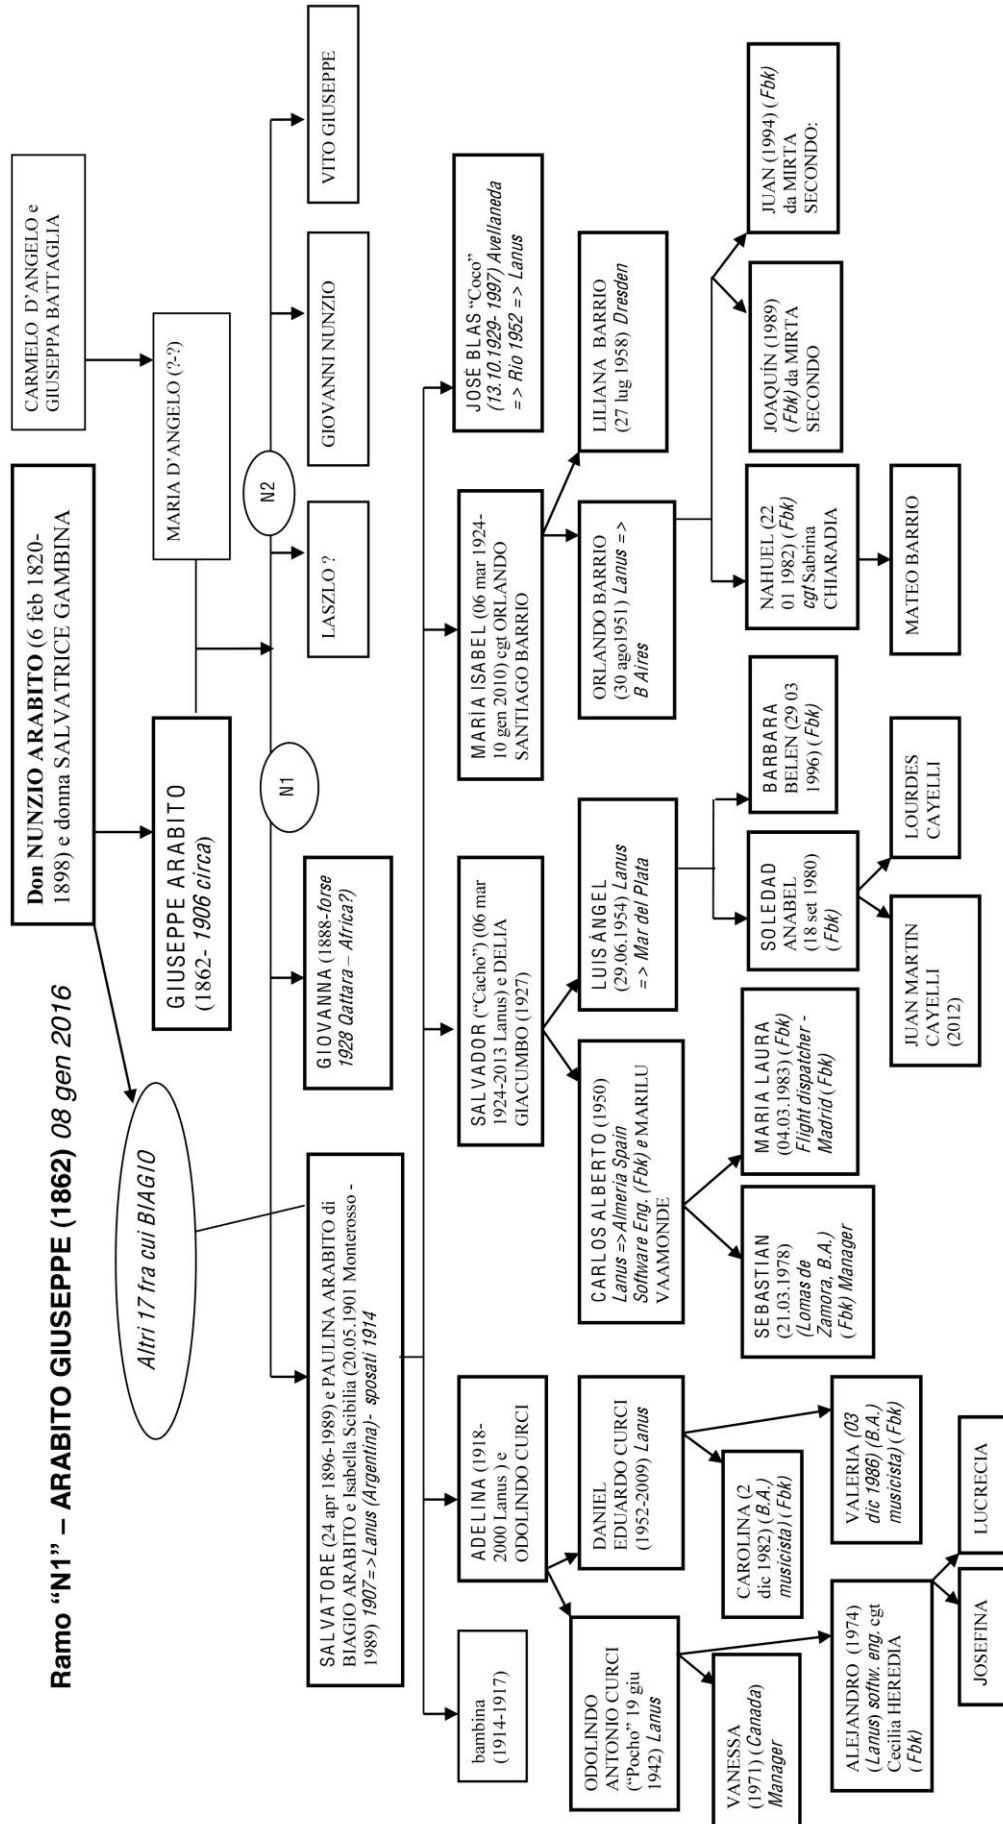 Ramo “N1” – ARABITO GIUSEPPE (1862) 08 gen 2016
Don NUNZIO ARABITO (6 feb 1820-
1898) e donna SALVATRICE GAMBINA
CARMELO D’ANGELO e
GIUSEPPA BATTAGLIA
Altri 17 fra cui BIAGIO
GIUSEPPE ARABITO
(1862- 1906 circa)
MARIA D’ANGELO (?-?)
N1
N2
SALVATORE (24 apr 1896-1989) e PAULINA ARABITO di
BIAGIO ARABITO e Isabella Scibilia (20.05.1901 Monterosso -
1989) 1907=>Lanus (Argentina)- sposati 1914
GIOVANNA (1888-forse
1928 Qattara – Africa?)
LASZLO ?
GIOVANNI NUNZIO
VITO GIUSEPPE
bambina
(1914-1917)
ADELINA (1918-
2000 Lanus ) e
ODOLINDO CURCI
SALVADOR (“Cacho”) (06 mar
1924-2013 Lanus) e DELIA
GIACUMBO (1927)
MARÍA ISABEL (06 mar 1924-
10 gen 2010) cgt ORLANDO
SANTIAGO BARRIO
JOSÉ BLAS “Coco”
(13.10.1929- 1997) Avellaneda
=> Rio 1952 => Lanus
ODOLINDO
ANTONIO CURCI
(“Pocho” 19 giu
1942) Lanus
DANIEL
EDUARDO CURCI
(1952-2009) Lanus
CARLOS ALBERTO (1950)
Lanus =>Almeria Spain
Software Eng. (Fbk) e MARILU
VAAMONDE
LUIS ÁNGEL
(29.06.1954) Lanus
=> Mar del Plata
ORLANDO BARRIO
(30 ago1951) Lanus =>
B Aires
LILIANA BARRIO
(27 lug 1958) Dresden
VANESSA
(1971) (Canada)
Manager
CAROLINA (2
dic 1982) (B.A.)
musicista) (Fbk)
SEBASTIAN
(21.03.1978)
(Lomas de
Zamora, B.A.)
(Fbk) Manager
MARIA LAURA
(04.03.1983) (Fbk)
Flight dispatcher -
Madrid (Fbk)
SOLEDAD
ANABEL
(18 set 1980)
(Fbk)
BARBARA
BELEN (29 03
1996) (Fbk)
NAHUEL (22
01 1982) (Fbk)
cgt Sabrina
CHIARADIA
JOAQUÍN (1989)
(Fbk) da MIRTA
SECONDO
JUAN (1994) (Fbk)
da MIRTA
SECONDO:
ALEJANDRO (1974)
(Lanus) softw. eng. cgt
Cecilia HEREDIA
(Fbk)
VALERIA (03
dic 1986) (B.A.)
musicista) (Fbk)
JUAN MARTIN
CAYELLI
(2012)
LOURDES
CAYELLI
MATEO BARRIO
JOSEFINA
LUCRECIA